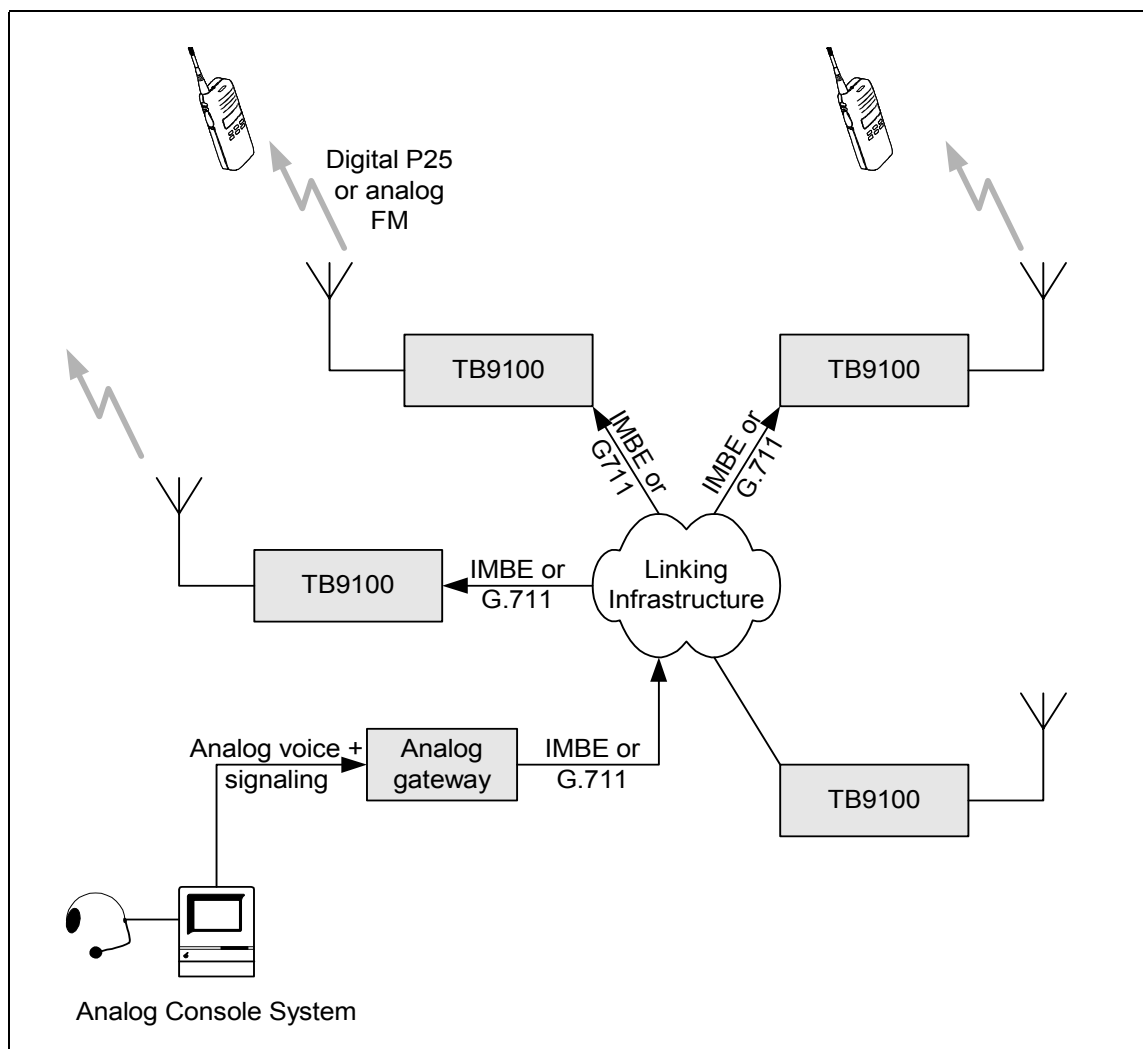 Digital P25
or analog
FM
TB9100
TB9100
IMBE or
G711
IMBE or
G.711
TB9100
IMBE or
G.711
Linking
Infrastructure
Analog voice +
signaling
Analog
gateway
IMBE or
G.711
TB9100
Analog Console System